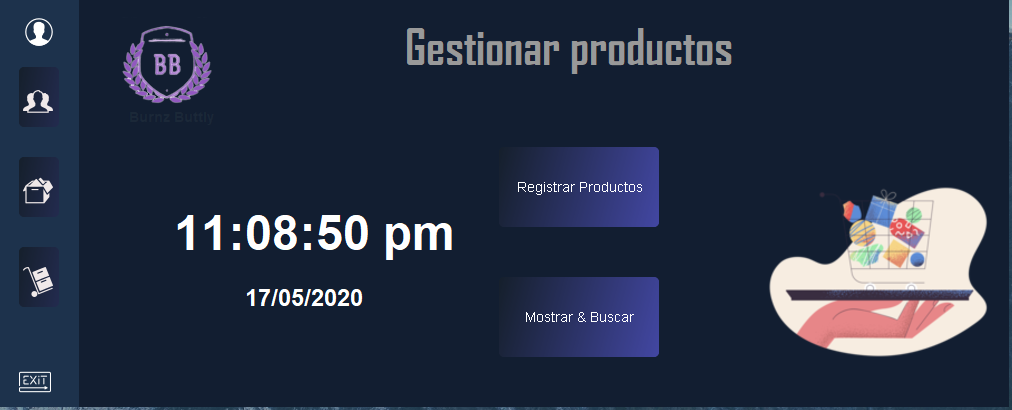 Gestionar productos
BB
Burnz Buttly
Registrar Productos
11:08:50 pm
17/05/2020
Mostrar & Buscar
EXIT